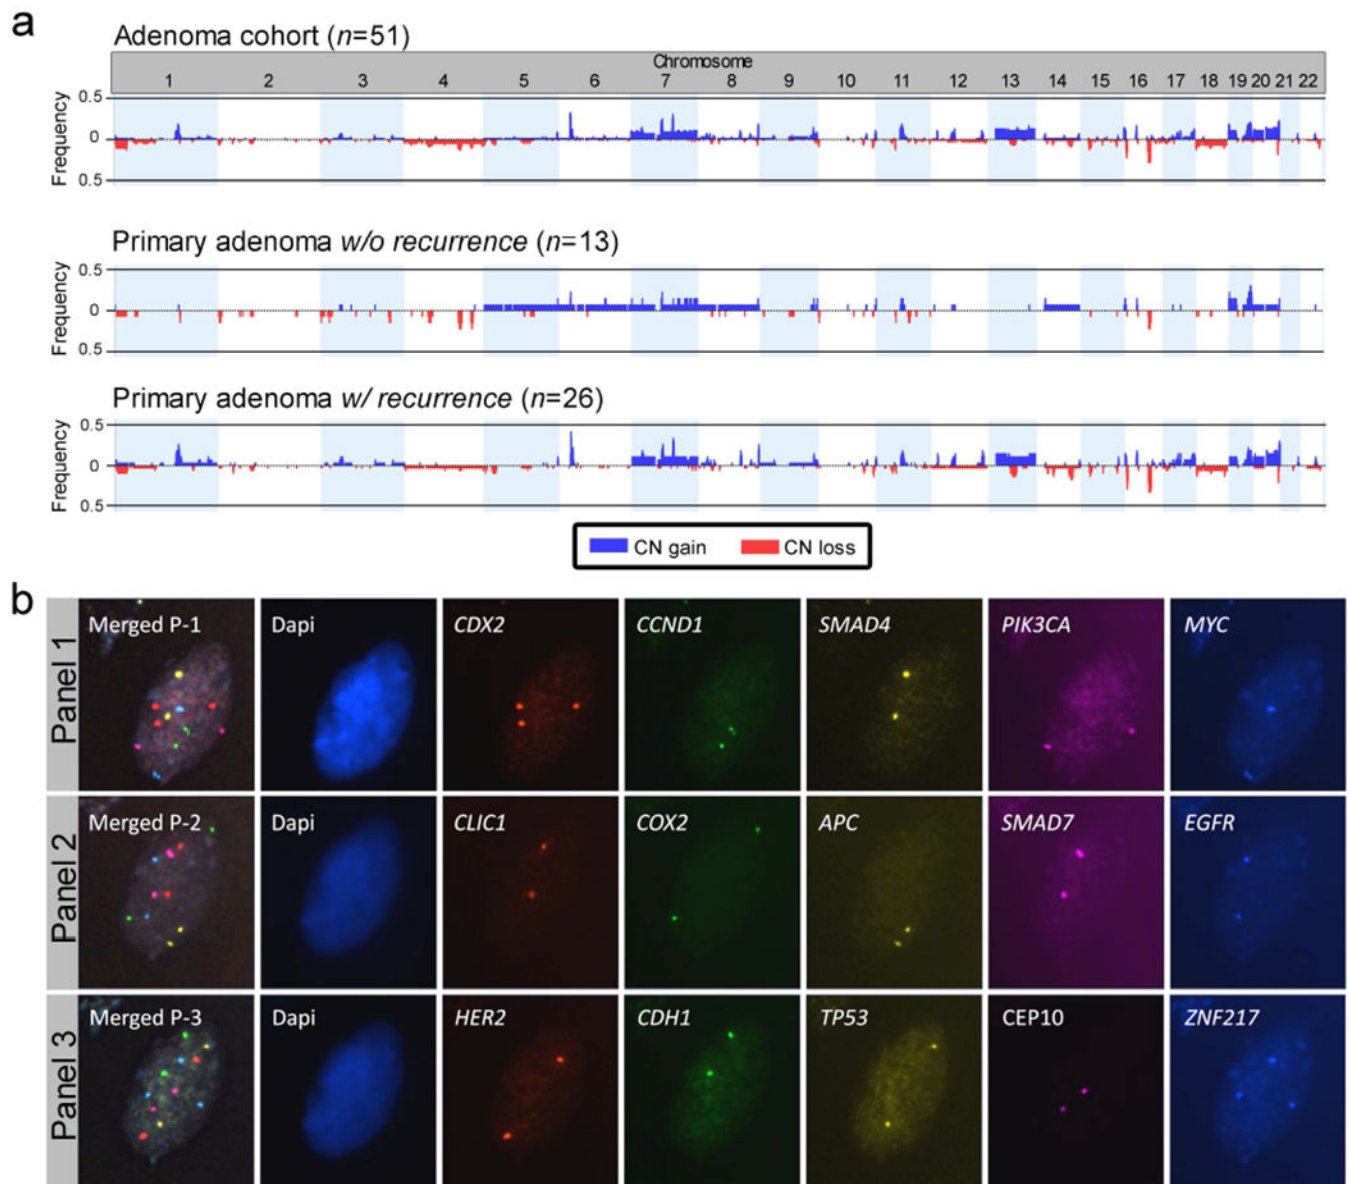 a
Adenoma cohort (n=51)
Chromosome
1 2 3 4 5 6 7 8 9 10 11 12 13 14 15 16 17 18 19 20 21 22
Frequency
0.5
0
0.5
Primary adenoma w/o recurrence (n=13)
Frequency
0.5
0
0.5
Primary adenoma w/ recurrence (n=26)
Frequency
0.5
0
0.5
CN gain CN loss
b
Panel 1
Merged P-1 Dapi CDX2 CCND1 SMAD4 PIK3CA MYC
Panel 2
Merged P-2 Dapi CLIC1 COX2 APC SMAD7 EGFR
Panel 3
Merged P-3 Dapi HER2 CDH1 TP53 CEP10 ZNF217